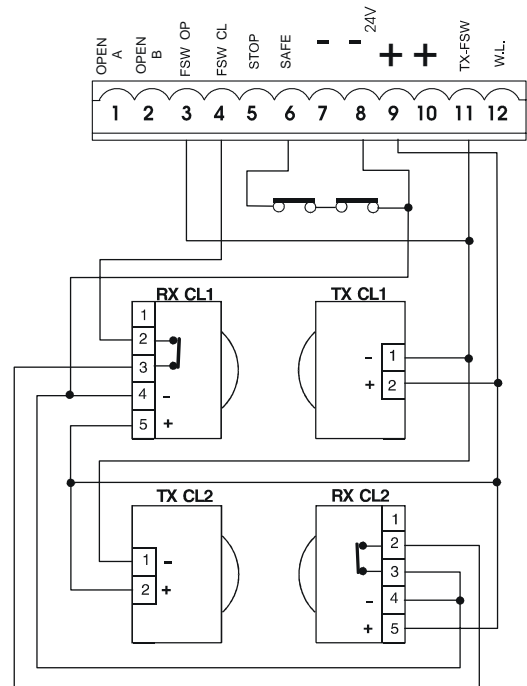 OPEN A
OPEN B
FSW OP
FSW CL
STOP
SAFE
- - 24V
+ +
TX-FSW
W.L.
1 2 3 4 5 6 7 8 9 10 11 12
RX CL1
1
2
3
4 -
5 +
TX CL1
- 1
+ 2
TX CL2
1 -
2 +
RX CL2
1
2
3
- 4
+ 5